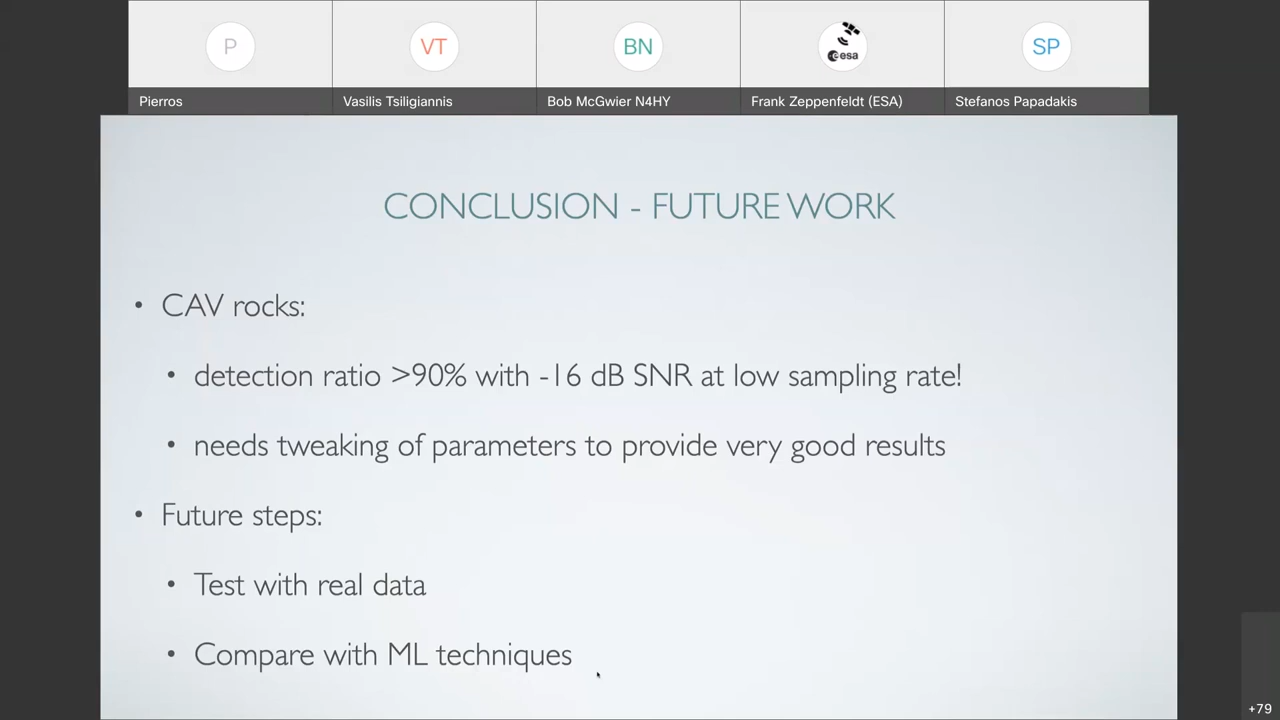 P
VT
BN
esa
SP
Pierros
Vasilis Tsiligiannis
Bob McGwier N4HY
Frank Zeppenfeldt (ESA)
Stefanos Papadakis
CONCLUSION - FUTURE WORK
• CAV rocks:
• detection ratio >90% with -16 dB SNR at low sampling rate!
• needs tweaking of parameters to provide very good results
• Future steps:
• Test with real data
• Compare with ML techniques
+79